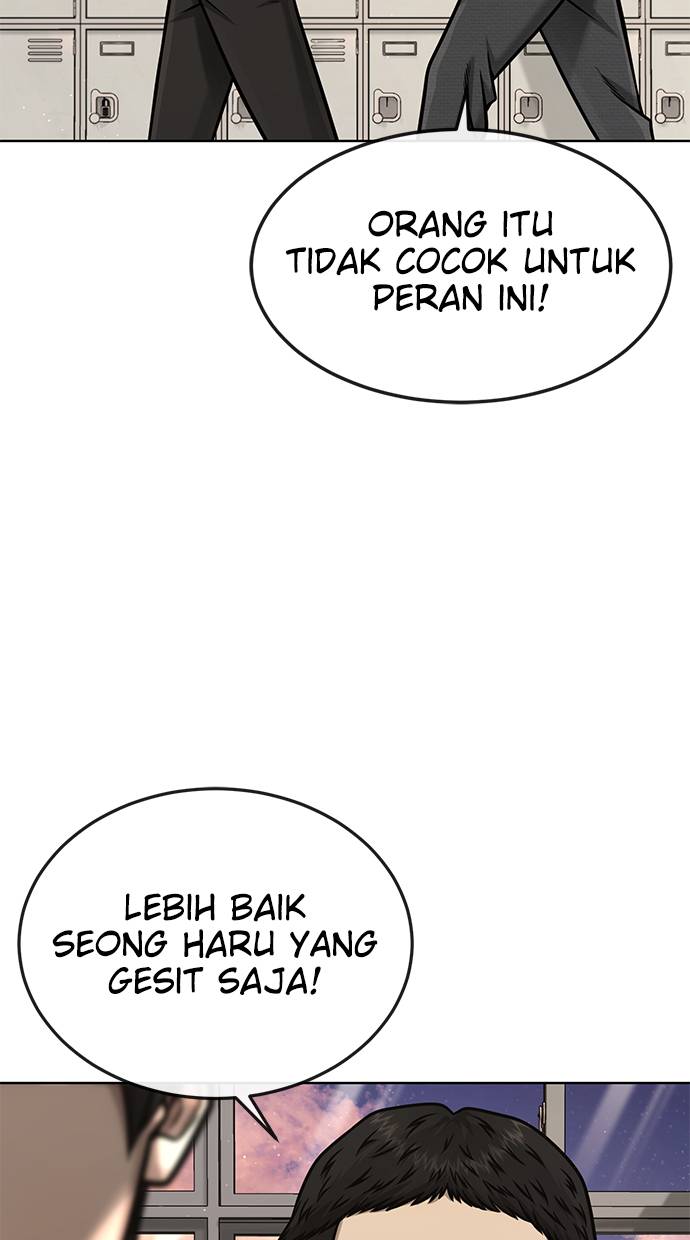 ORANG ITU
TIDAK COCOK UNTUK
PERAN INI!
LEBIH BAIK
SEONG HARU YANG
GESIT SAJA!